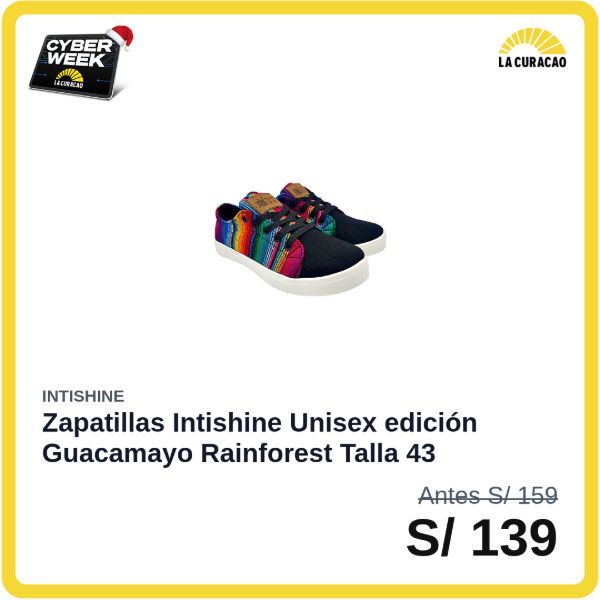 CYBER
WEEK
LA CURACAO
LA CURACAO
INTISHINE
Zapatillas Intishine Unisex edición
Guacamayo Rainforest Talla 43
Antes S/ 159
S/ 139